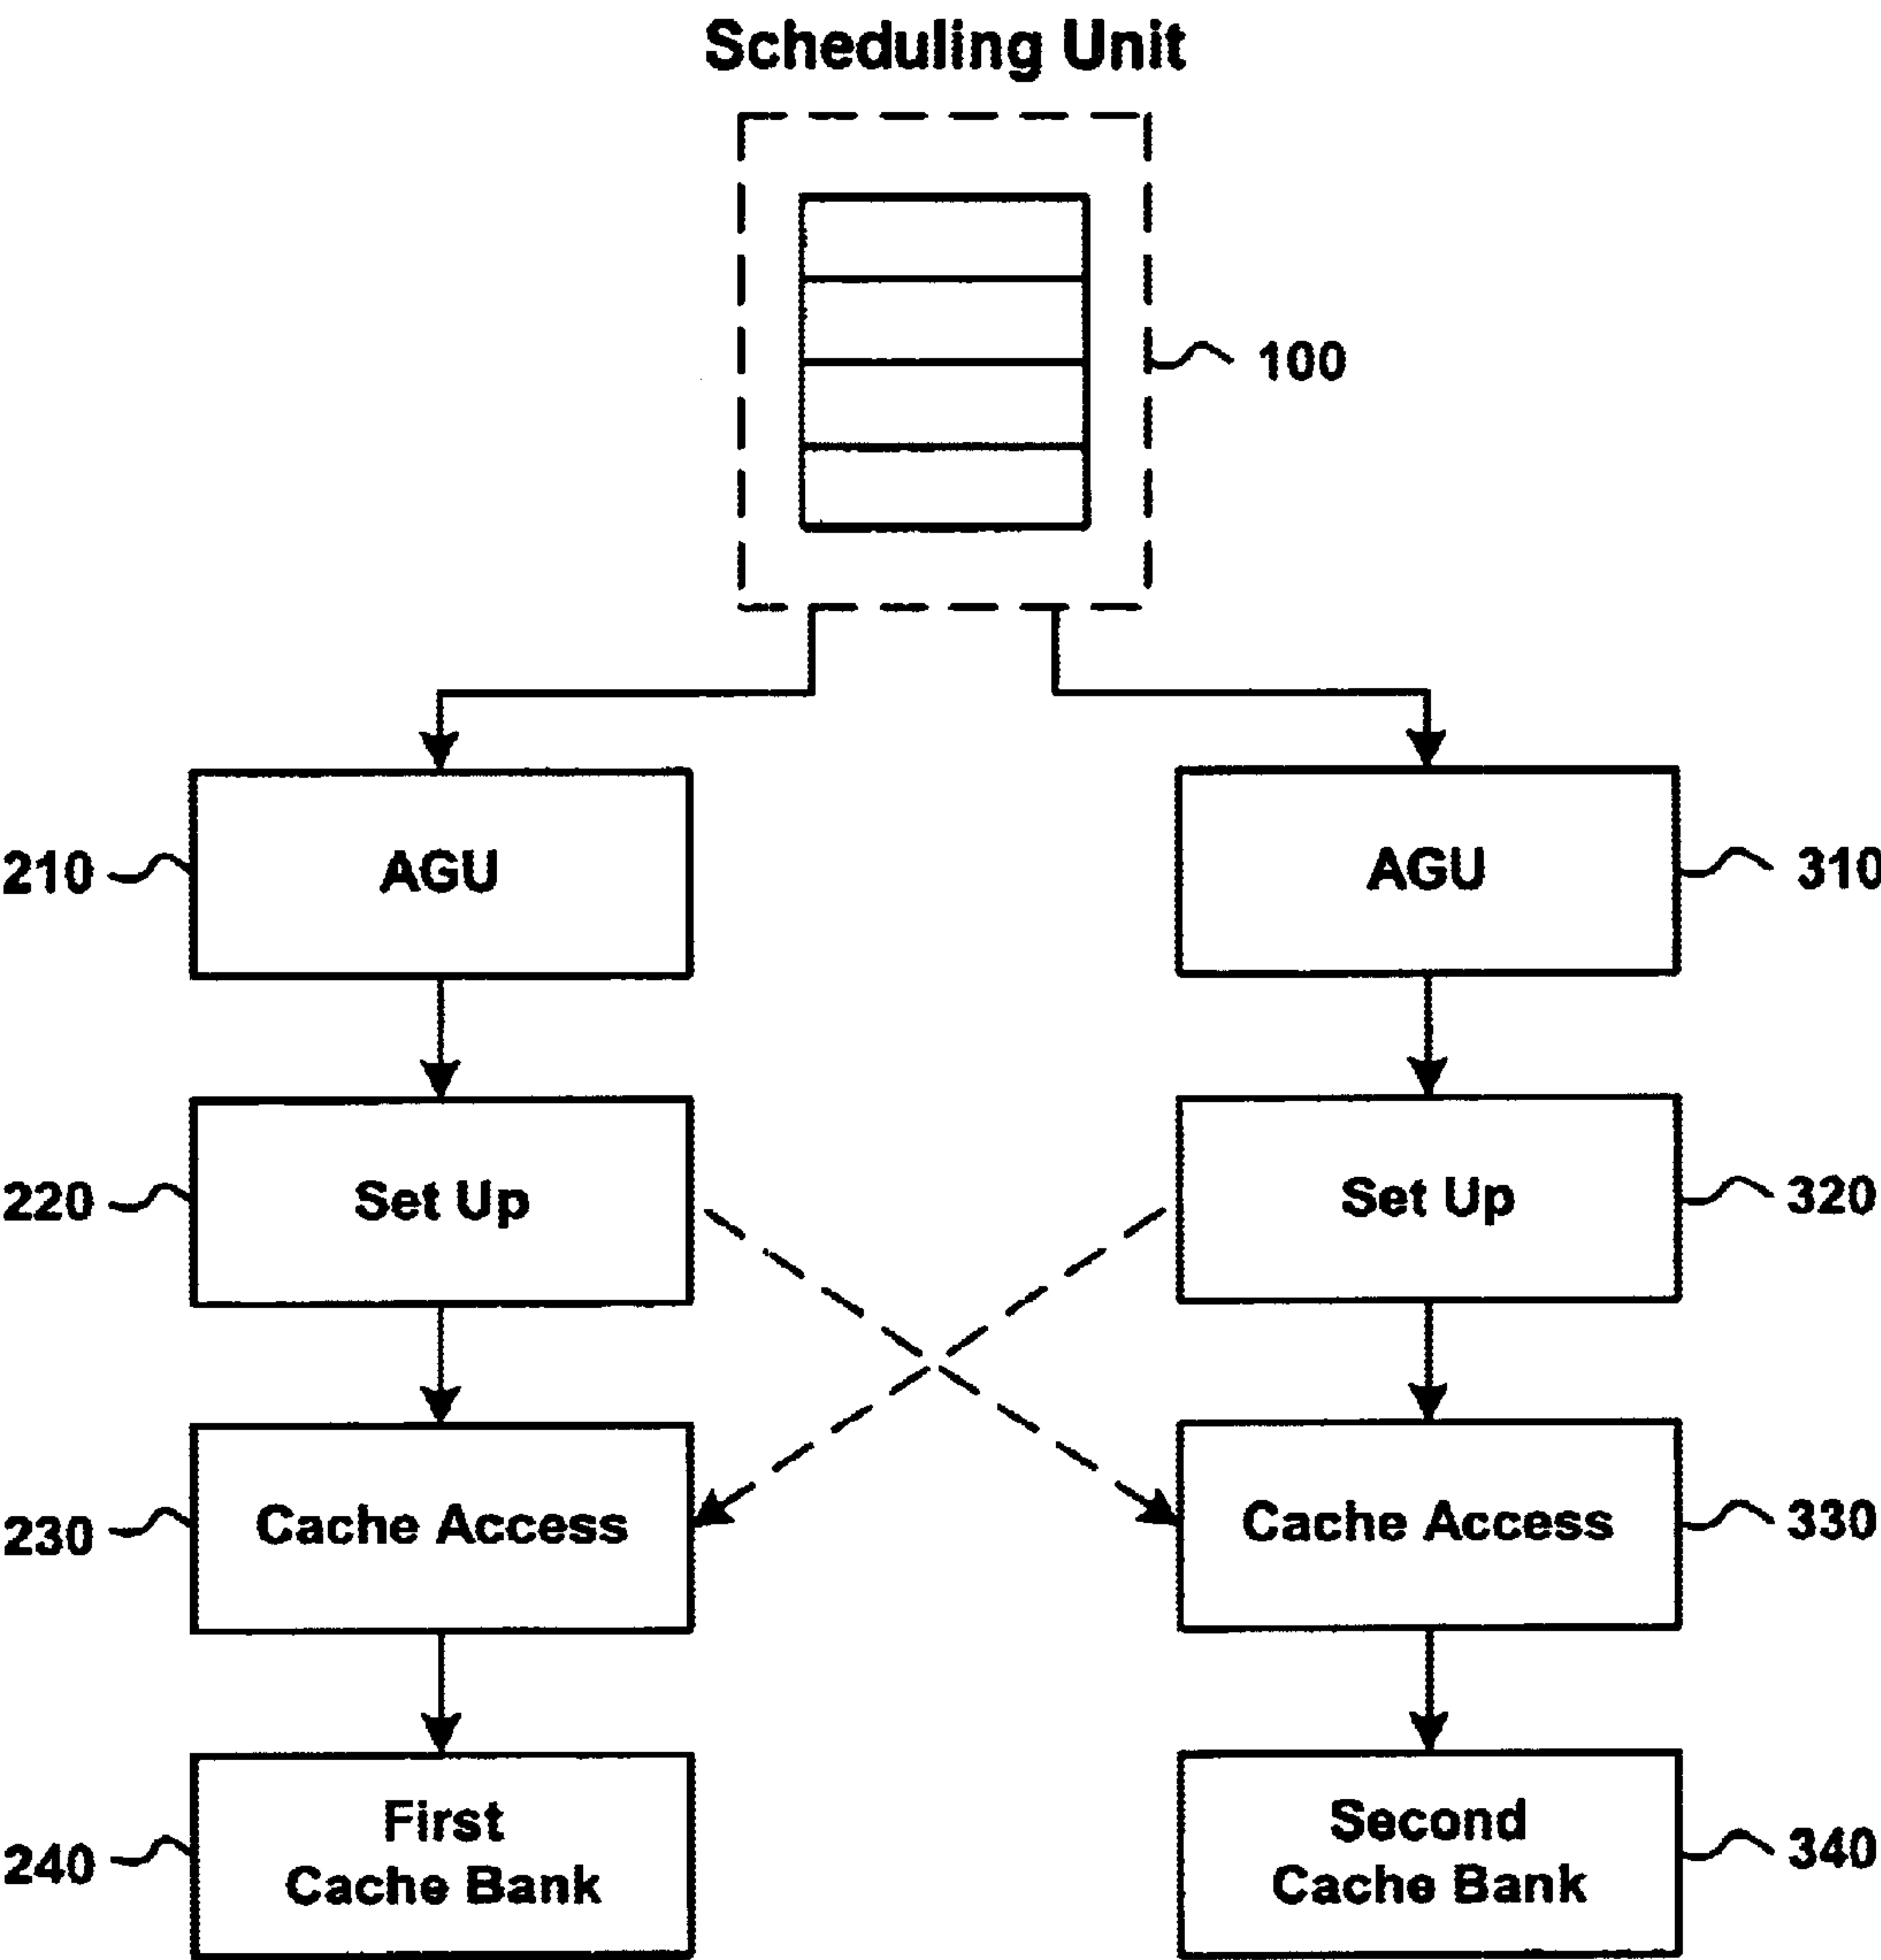 Scheduling Unit
100
210
AGU
AGU
310
220
Set Up
Set Up
320
230
Cache Access
Cache Access
330
240
First
Cache Bank
Second
Cache Bank
340